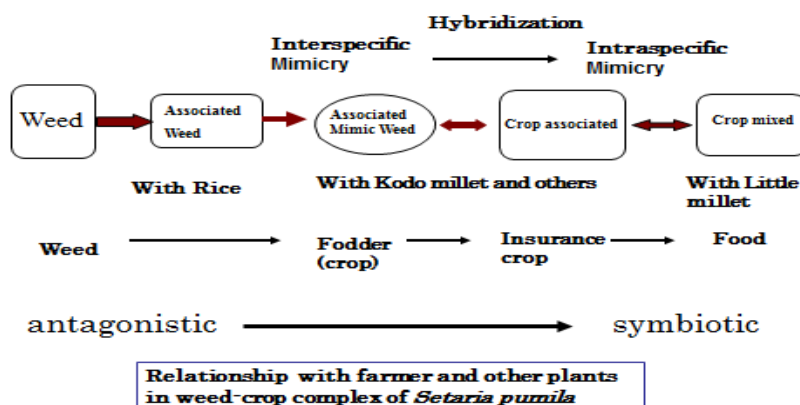 Hybridization
Interspecific
Mimicry
Intraspecific
Mimicry
Weed
Associated
Weed
Associated
Mimic Weed
Crop associated
Crop mixed
With Rice
With Kodo millet and others
With Little
millet
Weed
Fodder
(crop)
Insurance
crop
Food
antagonistic
symbiotic
Relationship with farmer and other plants
in weed-crop complex of Setaria pumila